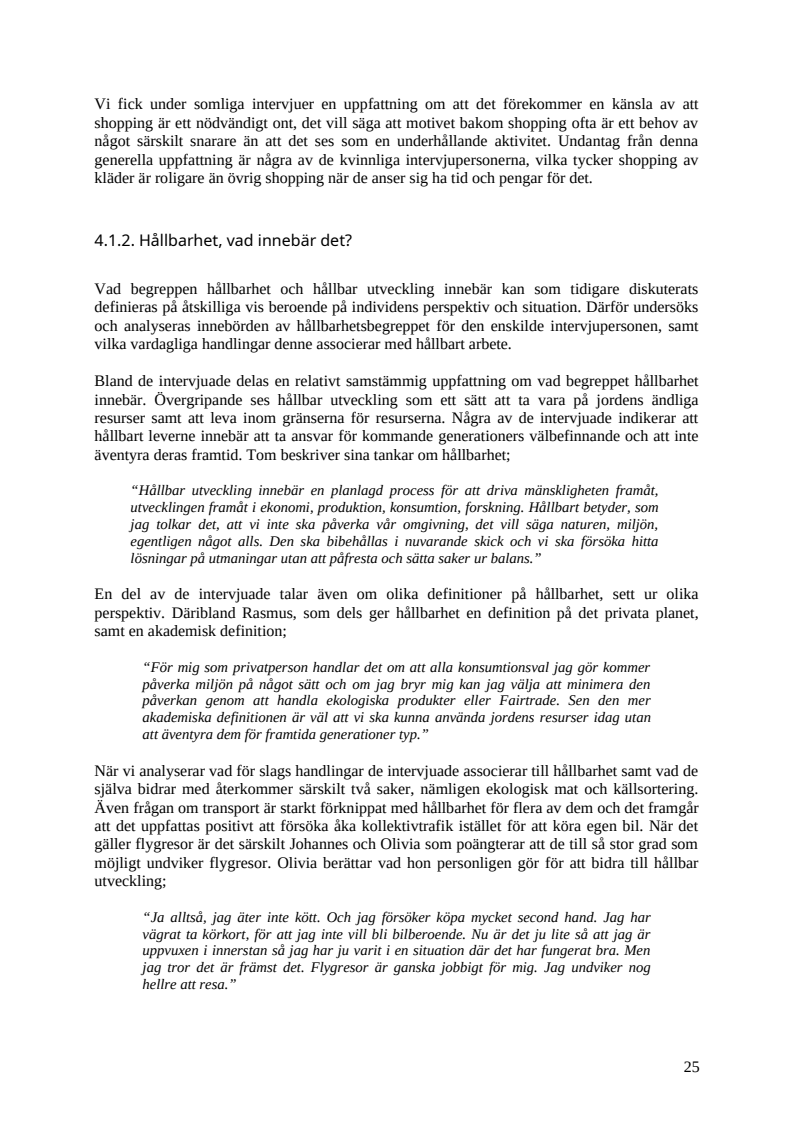 Vi fick under somliga intervjuer en uppfattning om att det förekommer en känsla av att
shopping är ett nödvändigt ont, det vill säga att motivet bakom shopping ofta är ett behov av
något särskilt snarare än att det ses som en underhållande aktivitet. Undantag från denna
generella uppfattning är några av de kvinnliga intervjupersonerna, vilka tycker shopping av
kläder är roligare än övrig shopping när de anser sig ha tid och pengar för det.
4.1.2. Hållbarhet, vad innebär det?
Vad begreppen hållbarhet och hållbar utveckling innebär kan som tidigare diskuterats
definieras på åtskilliga vis beroende på individens perspektiv och situation. Därför undersöks
och analyseras innebörden av hållbarhetsbegreppet för den enskilde intervjupersonen, samt
vilka vardagliga handlingar denne associerar med hållbart arbete.
Bland de intervjuade delas en relativt samstämmig uppfattning om vad begreppet hållbarhet
innebär. Övergripande ses hållbar utveckling som ett sätt att ta vara på jordens ändliga
resurser samt att leva inom gränserna för resurserna. Några av de intervjuade indikerar att
hållbart leverne innebär att ta ansvar för kommande generationers välbefinnande och att inte
äventyra deras framtid. Tom beskriver sina tankar om hållbarhet;
“Hållbar utveckling innebär en planlagd process för att driva mänskligheten framåt,
utvecklingen framåt i ekonomi, produktion, konsumtion, forskning. Hållbart betyder, som
jag tolkar det, att vi inte ska påverka vår omgivning, det vill säga naturen, miljön,
egentligen något alls. Den ska bibehållas i nuvarande skick och vi ska försöka hitta
lösningar på utmaningar utan att påfresta och sätta saker ur balans.”
En del av de intervjuade talar även om olika definitioner på hållbarhet, sett ur olika
perspektiv. Däribland Rasmus, som dels ger hållbarhet en definition på det privata planet,
samt en akademisk definition;
“För mig som privatperson handlar det om att alla konsumtionsval jag gör kommer
påverka miljön på något sätt och om jag bryr mig kan jag välja att minimera den
påverkan genom att handla ekologiska produkter eller Fairtrade. Sen den mer
akademiska definitionen är väl att vi ska kunna använda jordens resurser idag utan
att äventyra dem för framtida generationer typ.”
När vi analyserar vad för slags handlingar de intervjuade associerar till hållbarhet samt vad de
själva bidrar med återkommer särskilt två saker, nämligen ekologisk mat och källsortering.
Även frågan om transport är starkt förknippat med hållbarhet för flera av dem och det framgår
att det uppfattas positivt att försöka åka kollektivtrafik istället för att köra egen bil. När det
gäller flygresor är det särskilt Johannes och Olivia som poängterar att de till så stor grad som
möjligt undviker flygresor. Olivia berättar vad hon personligen gör för att bidra till hållbar
utveckling;
“Ja alltså, jag äter inte kött. Och jag försöker köpa mycket second hand. Jag har
vägrat ta körkort, för att jag inte vill bli bilberoende. Nu är det ju lite så att jag är
uppvuxen i innerstan så jag har ju varit i en situation där det har fungerat bra. Men
jag tror det är främst det. Flygresor är ganska jobbigt för mig. Jag undviker nog
hellre att resa.”
25